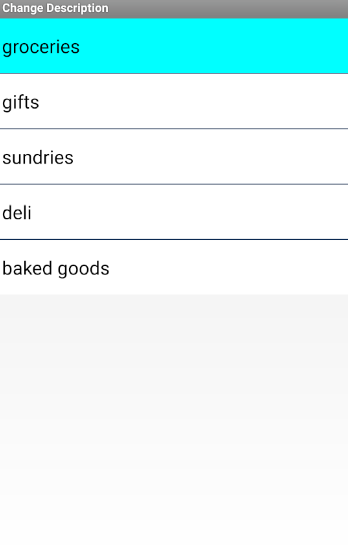 Change Description
groceries
gifts
sundries
deli
baked goods